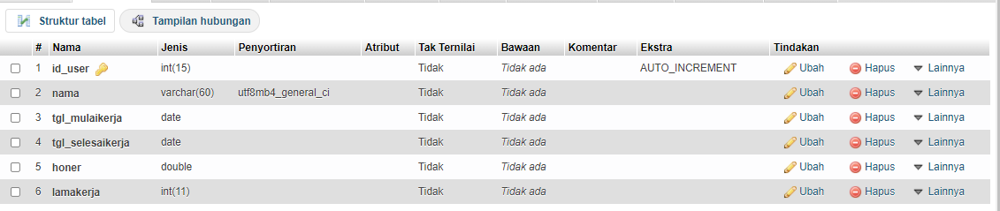 Struktur tabel Tampilan hubungan
# Nama Jenis Penyortiran Atribut Tak Ternilai Bawaan Komentar Ekstra Tindakan
1 id_user int(15) Tidak Tidak ada AUTO_INCREMENT Ubah Hapus Lainnya
2 nama varchar(60) utf8mb4_general_ci Tidak Tidak ada Ubah Hapus Lainnya
3 tgl_mulaikerja date Tidak Tidak ada Ubah Hapus Lainnya
4 tgl_selesaikerja date Tidak Tidak ada Ubah Hapus Lainnya
5 honer double Tidak Tidak ada Ubah Hapus Lainnya
6 lamakerja int(11) Tidak Tidak ada Ubah Hapus Lainnya